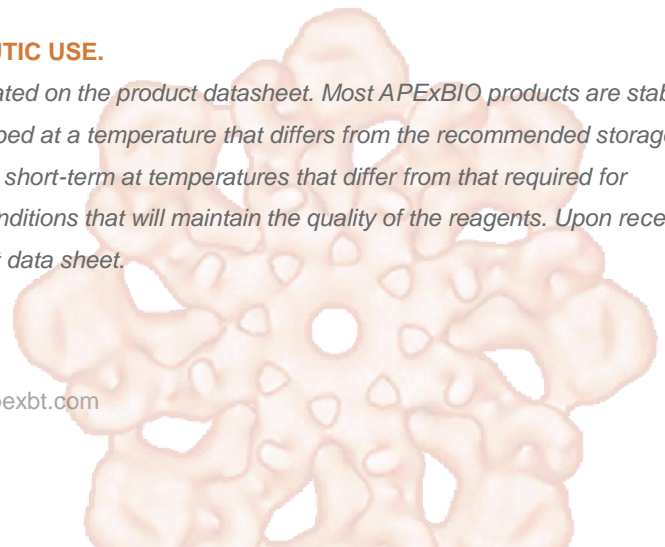 UTIC USE.
ated on the product datasheet. Most APExBIO products are stab
ped at a temperature that differs from the recommended storage
short-term at temperatures that differ from that required for
nditions that will maintain the quality of the reagents. Upon rece
t data sheet.
exbt.com